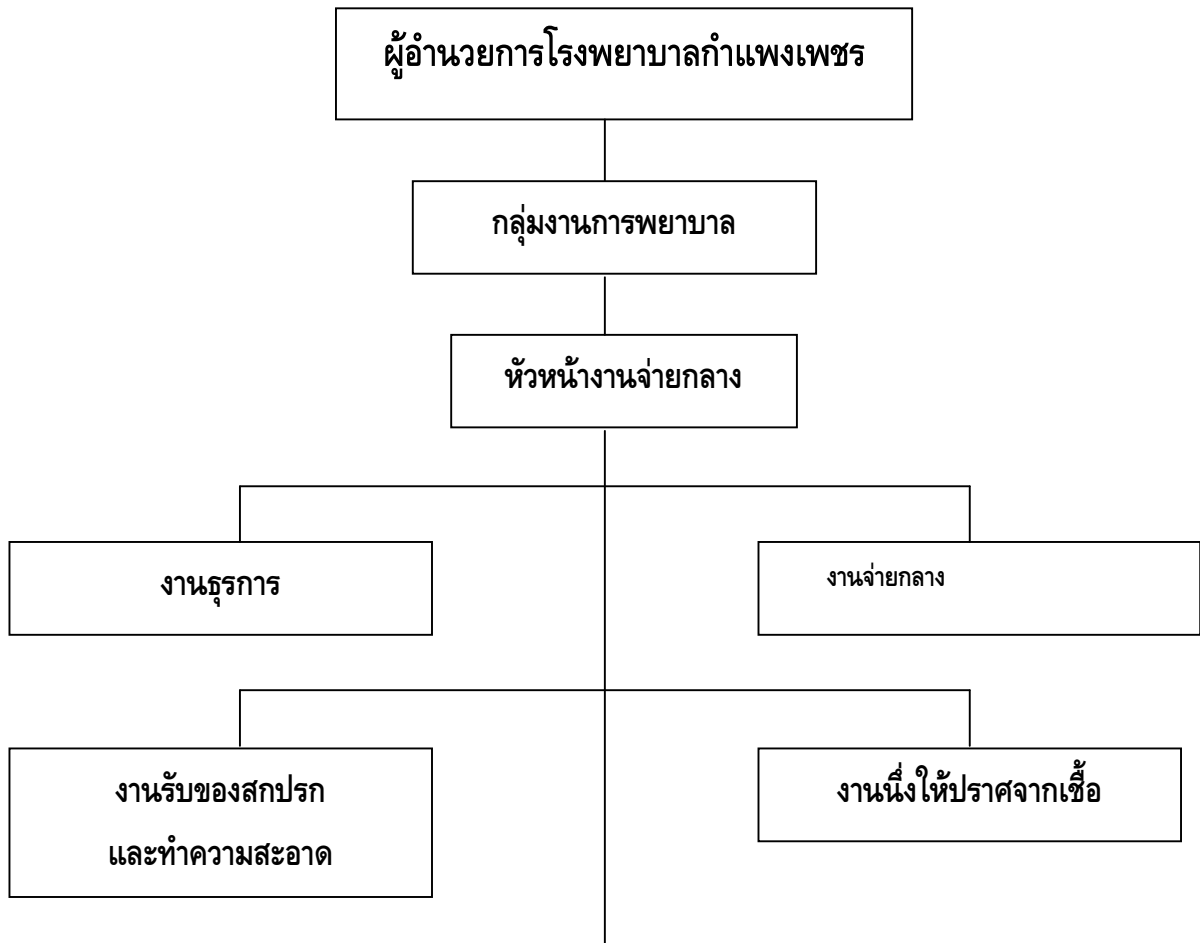 ผู้อำนวยการโรงพยาบาลกำแพงเพชร
กลุ่มงานการพยาบาล
หัวหน้างานจ่ายกลาง
งานธุรการ
งานจ่ายกลาง
งานรับของสกปรก
และทำความสะอาด
งานนึ่งให้ปราศจากเชื้อ